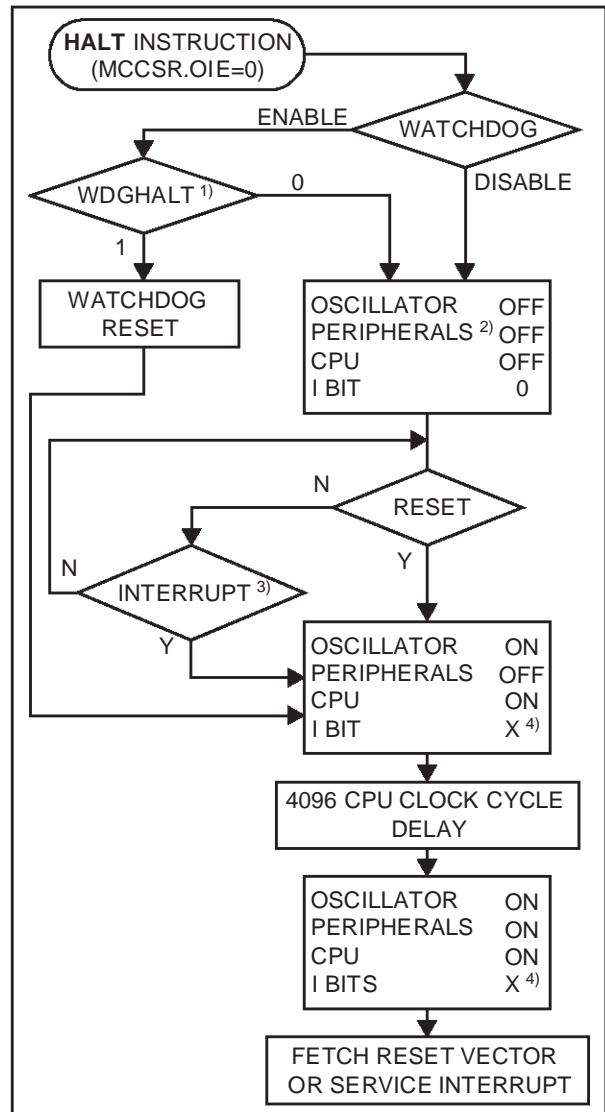 HALT INSTRUCTION
(MCCSR.OIE=0)
ENABLE
WATCHDOG
WDGHALT 1)
0
DISABLE
1
WATCHDOG
RESET
OSCILLATOR OFF
PERIPHERALS 2) OFF
CPU OFF
I BIT 0
N
RESET
N
Y
INTERRUPT 3)
Y
OSCILLATOR ON
PERIPHERALS OFF
CPU ON
I BIT X 4)
4096 CPU CLOCK CYCLE
DELAY
OSCILLATOR ON
PERIPHERALS ON
CPU ON
I BITS X 4)
FETCH RESET VECTOR
OR SERVICE INTERRUPT